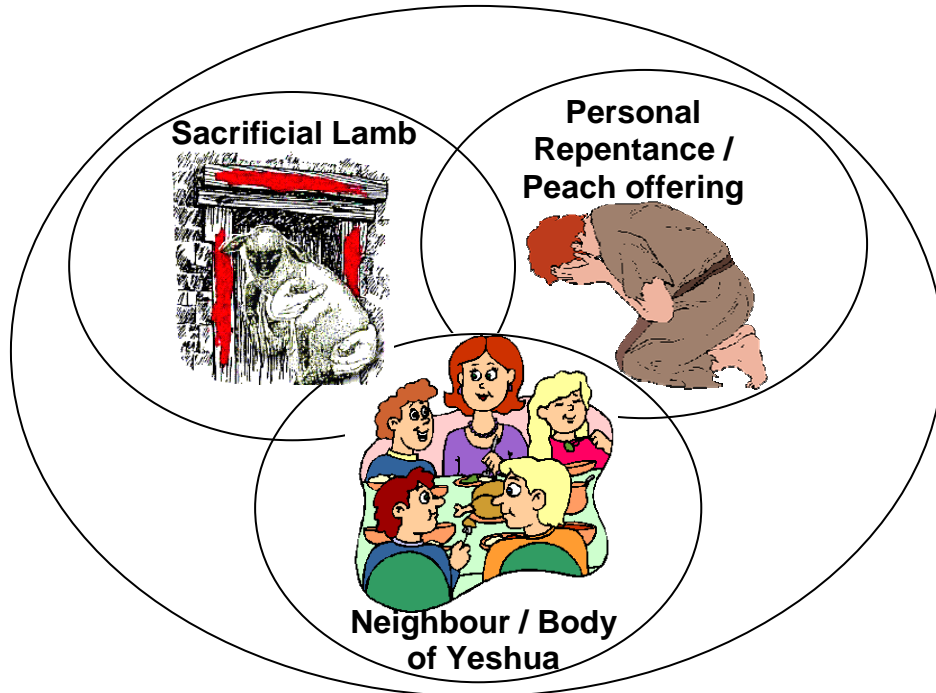 Sacrificial Lamb
Personal
Repentance /
Peach offering
Neighbour / Body
of Yeshua